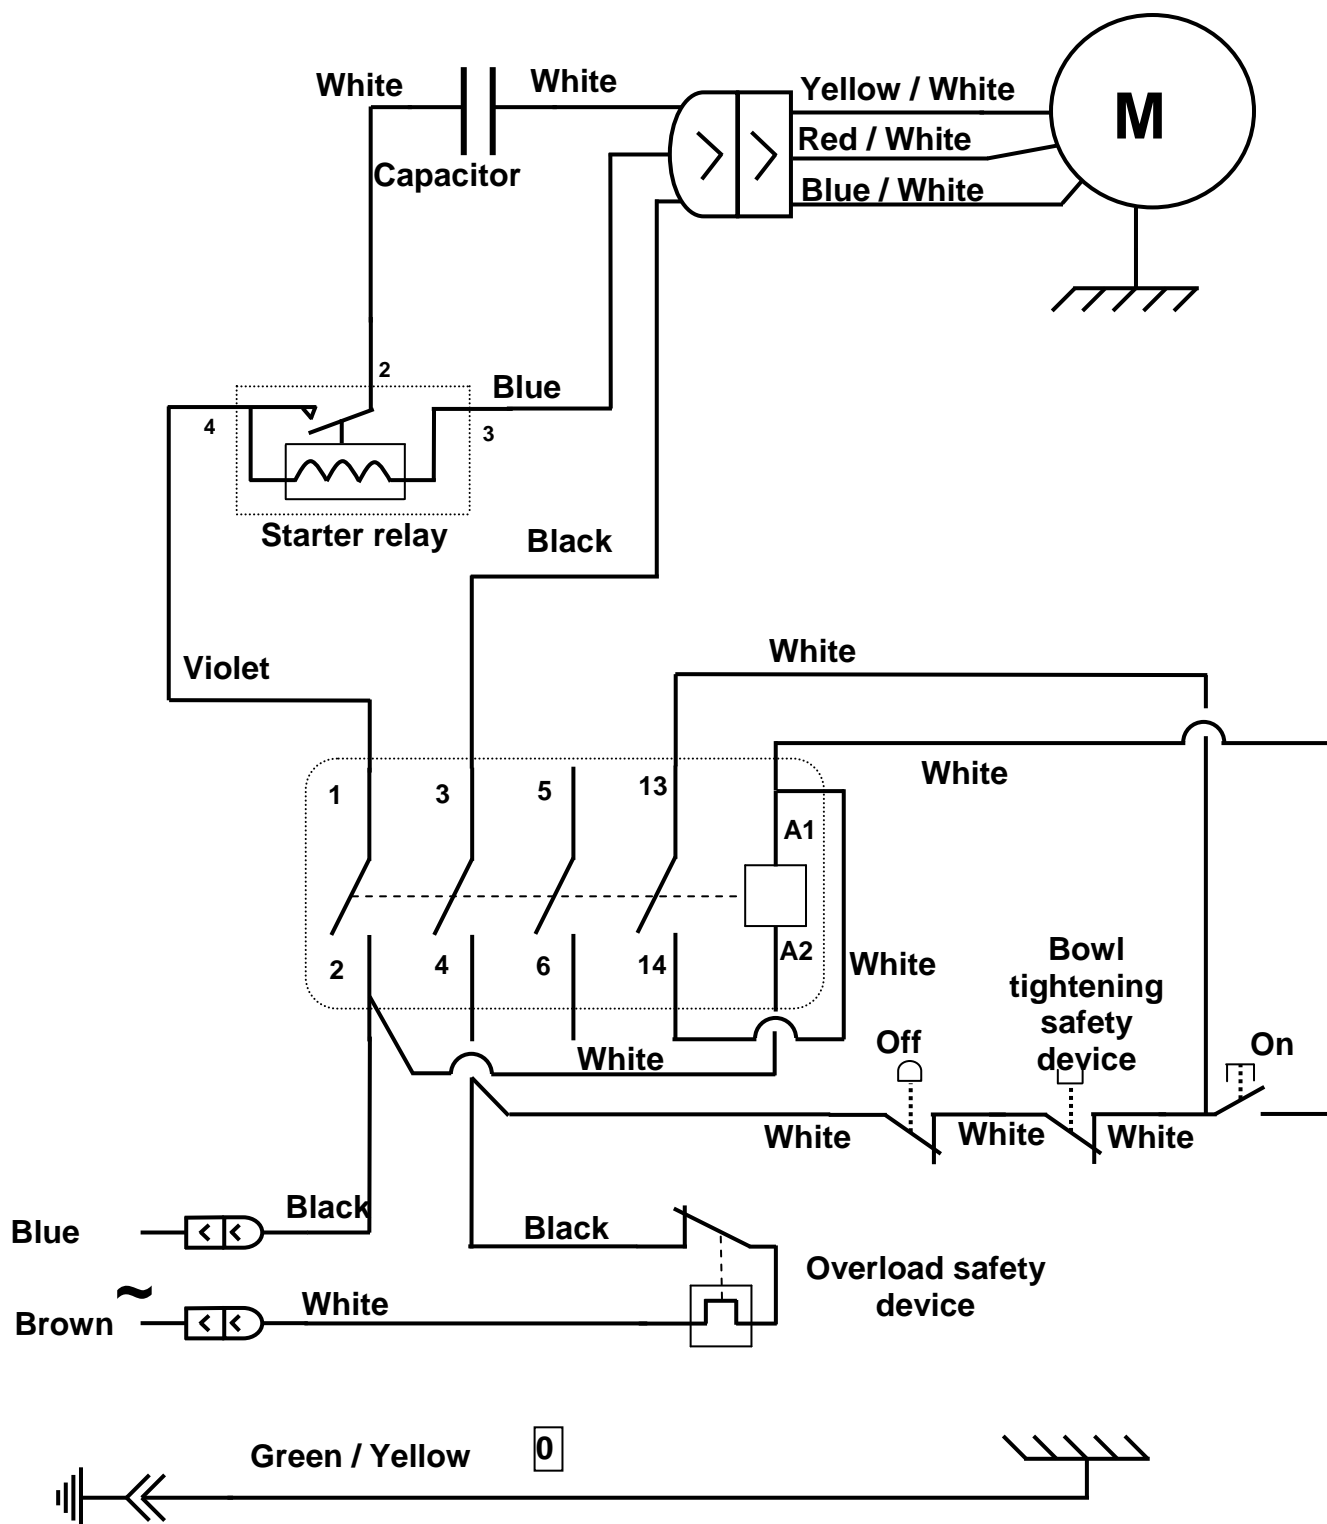 White
White
Yellow / White
M
Red / White
Capacitor
Blue / White
2
Blue
4
3
Starter relay
Black
White
Violet
White
1
3
5
13
A1
2
4
6
14
A2
White
Bowl
tightening
safety
device
Off
On
White
White
White
White
Black
Blue
Black
Overload safety
device
~
White
Brown
Green / Yellow
0